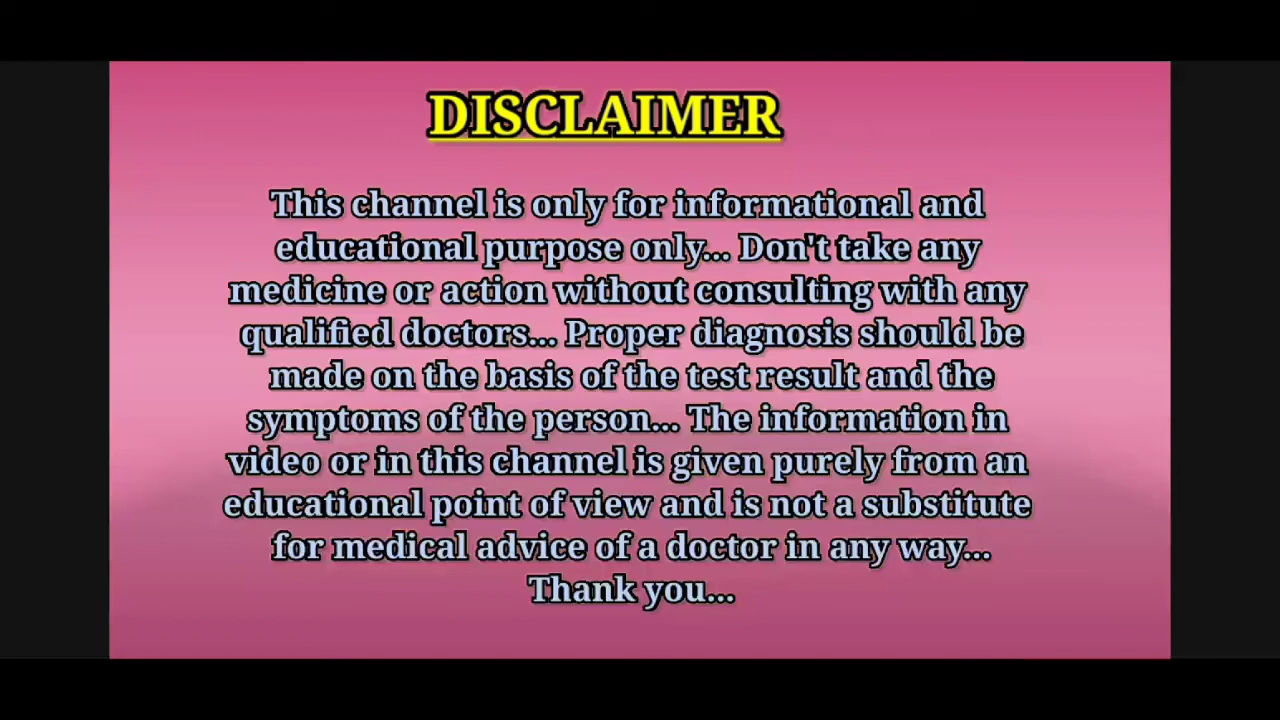 DISCLAIMER
This channel is only for informational and
educational purpose only... Don't take any
medicine or action without consulting with any
qualified doctors... Proper diagnosis should be
made on the basis of the test result and the
symptoms of the person... The information in
video or in this channel is given purely from an
educational point of view and is not a substitute
for medical advice of a doctor in any way...
Thank you...